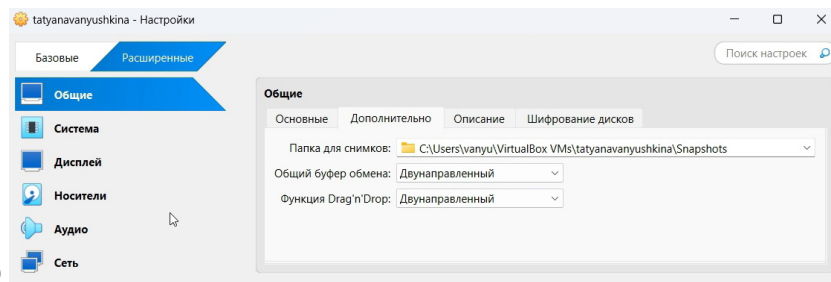 tatyanavanyushkina - Настройки
Базовые Расширенные Поиск настроек
Общие
Система
Дисплей
Носители
Аудио
Сеть
Общие
Основные Дополнительно Описание Шифрование дисков
Папка для снимков: C:\Users\vanyu\VirtualBox VMs\tatyanavanyushkina\Snapshots
Общий буфер обмена: Двунаправленный
Функция Drag'n'Drop: Двунаправленный